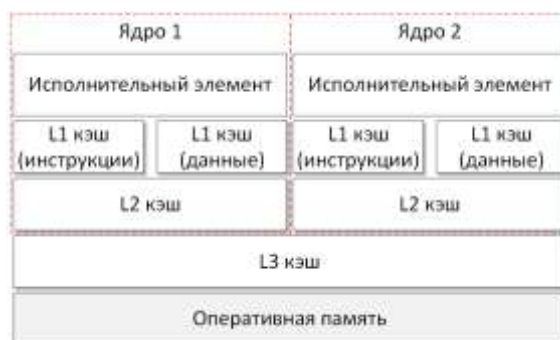 Ядро 1
Ядро 2
Исполнительный элемент
Исполнительный элемент
L1 кэш
(инструкции)
L1 кэш
(данные)
L1 кэш
(инструкции)
L1 кэш
(данные)
L2 кэш
L2 кэш
L3 кэш
Оперативная память